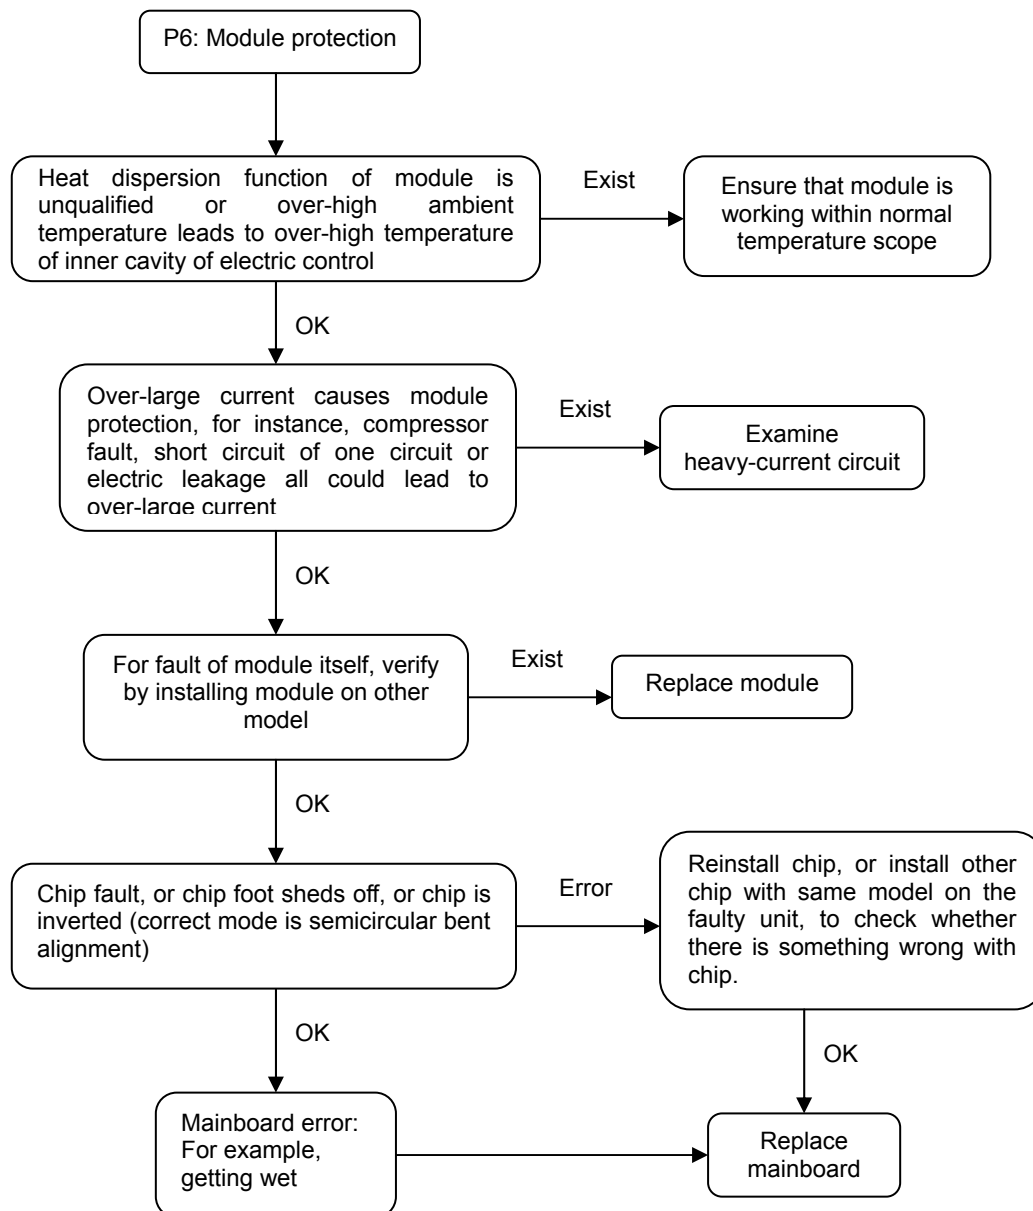 P6: Module protection
Heat dispersion function of module is
unqualified or over-high ambient
temperature leads to over-high temperature
of inner cavity of electric control
Exist
Ensure that module is
working within normal
temperature scope
OK
Over-large current causes module
protection, for instance, compressor
fault, short circuit of one circuit or
electric leakage all could lead to
over-large current
Exist
Examine
heavy-current circuit
OK
For fault of module itself, verify
by installing module on other
model
Exist
Replace module
OK
Chip fault, or chip foot sheds off, or chip is
inverted (correct mode is semicircular bent
alignment)
Error
Reinstall chip, or install other
chip with same model on the
faulty unit, to check whether
there is something wrong with
chip.
OK
OK
Mainboard error:
For example,
getting wet
Replace
mainboard